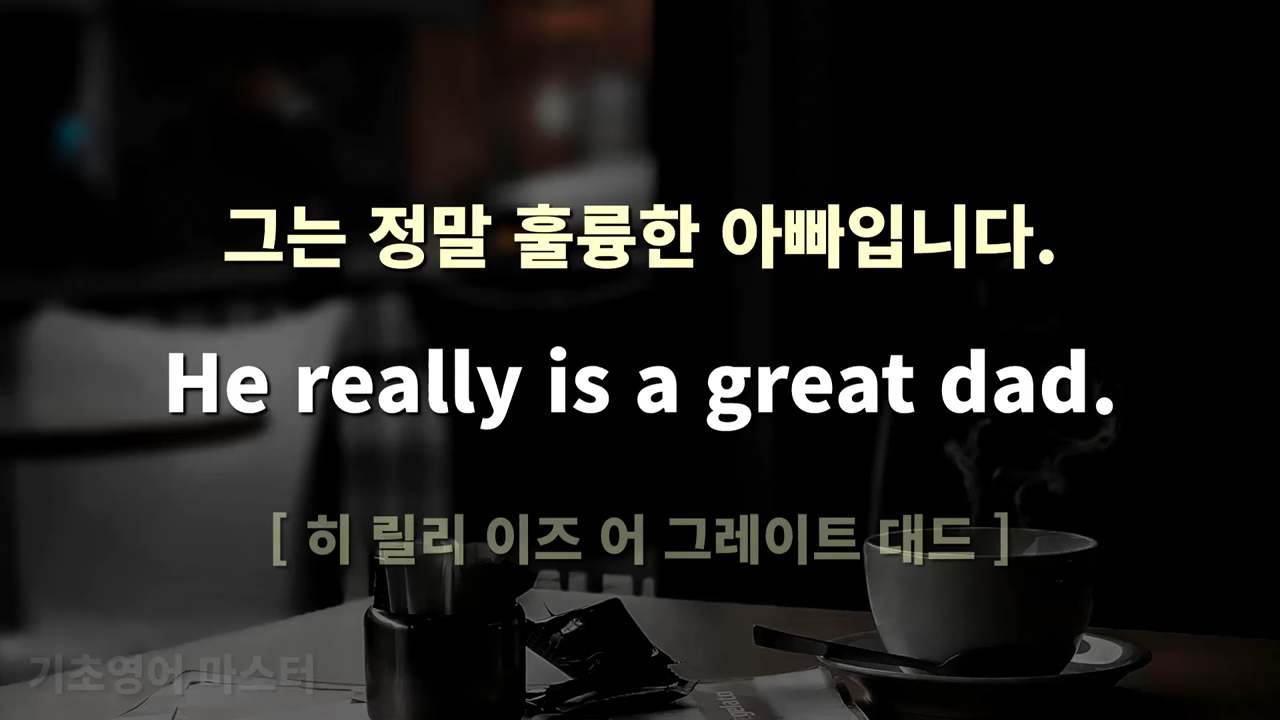 그는 정말 훌륭한 아빠입니다.
He really is a great dad.
[ 히 릴리 이즈 어 그레이트 대드 ]
기초영어 마스터
gelato